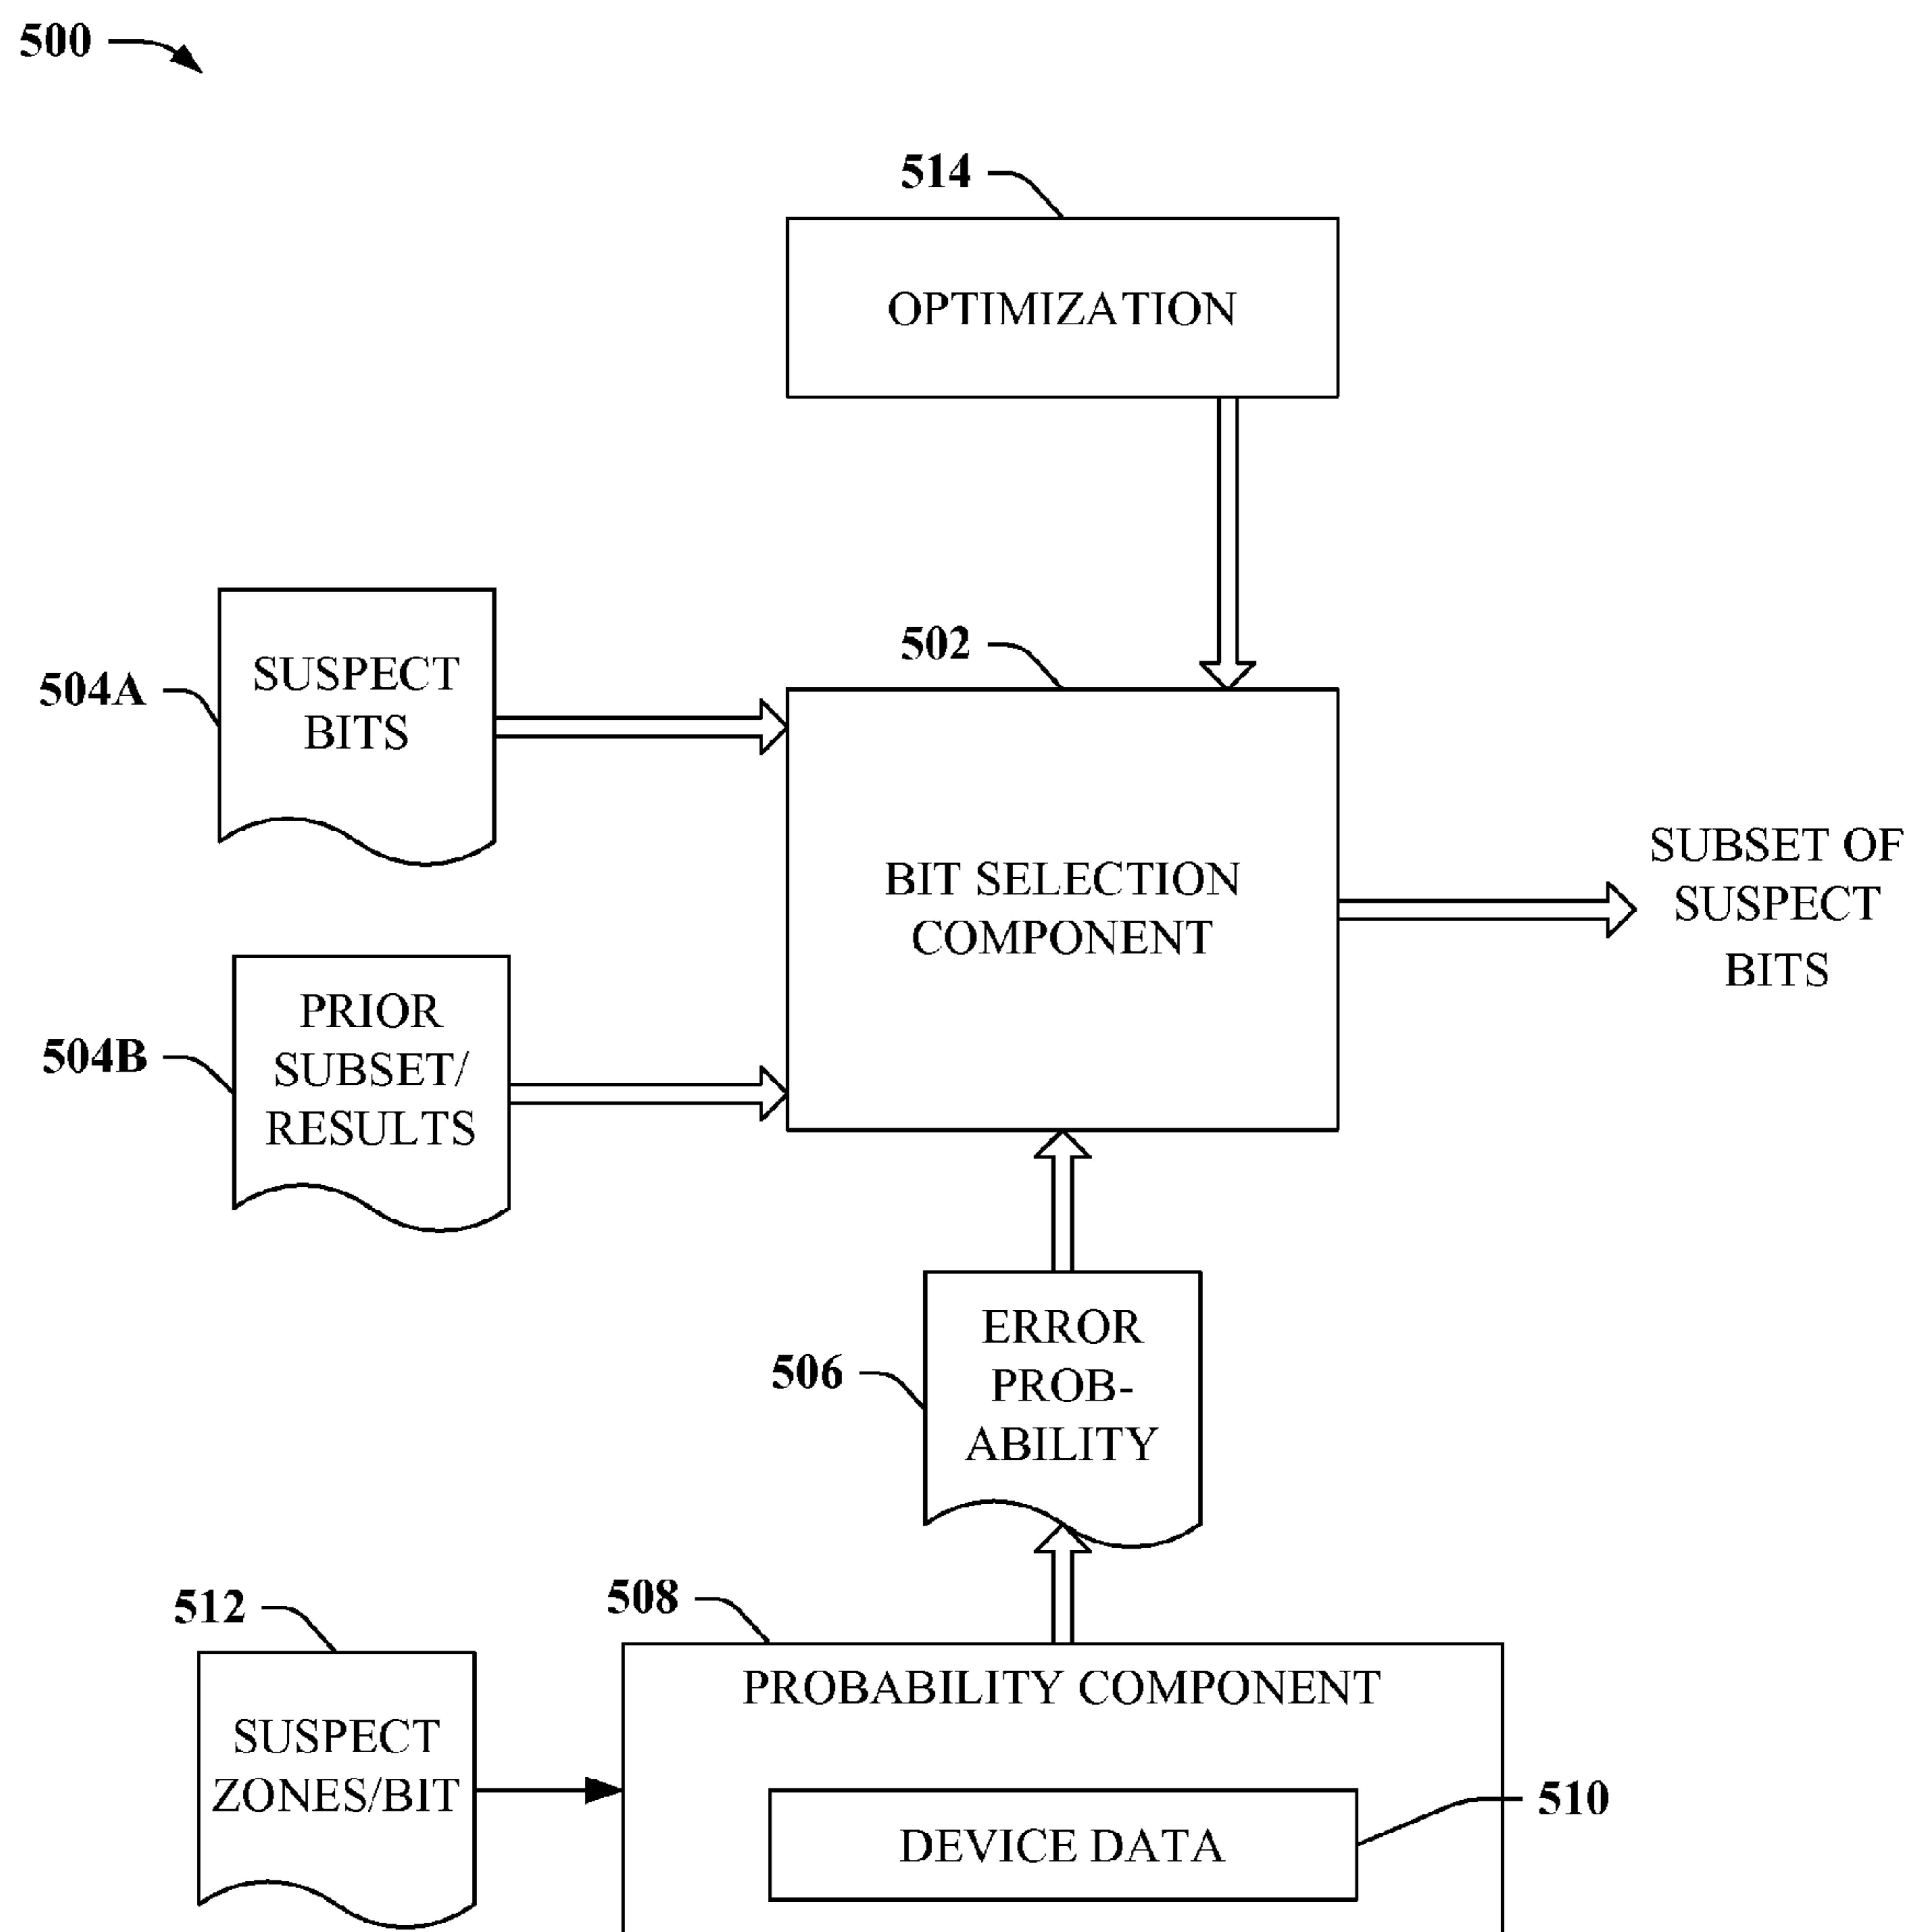 500
514
OPTIMIZATION
504A
SUSPECT
BITS
502
BIT SELECTION
COMPONENT
SUBSET OF
SUSPECT
BITS
504B
PRIOR
SUBSET/
RESULTS
506
ERROR
PROB-
ABILITY
512
SUSPECT
ZONES/BIT
508
PROBABILITY COMPONENT
DEVICE DATA
510